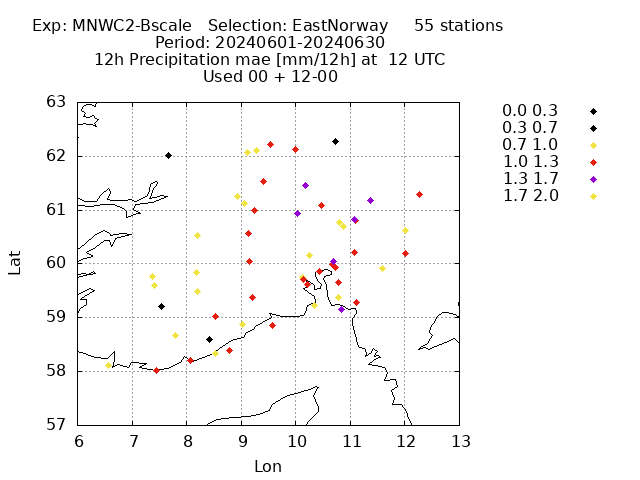 Exp: MNWC2-Bscale   Selection: EastNorway     55 stations
Period: 20240601-20240630
12h Precipitation mae [mm/12h] at  12 UTC
Used 00 + 12-00
0.0 0.3
0.3 0.7
0.7 1.0
1.0 1.3
1.3 1.7
1.7 2.0
63
62
61
60
59
58
57
Lat
6 7 8 9 10 11 12 13
Lon